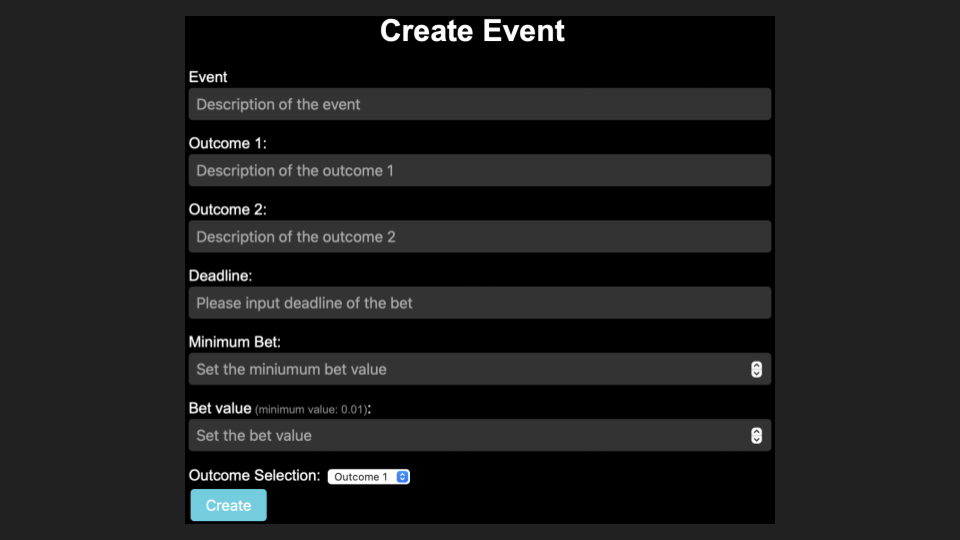 Create Event
Event
Description of the event
Outcome 1:
Description of the outcome 1
Outcome 2:
Description of the outcome 2
Deadline:
Please input deadline of the bet
Minimum Bet:
Set the miniumum bet value
Bet value (minimum value: 0.01):
Set the bet value
Outcome Selection: Outcome 1
Create